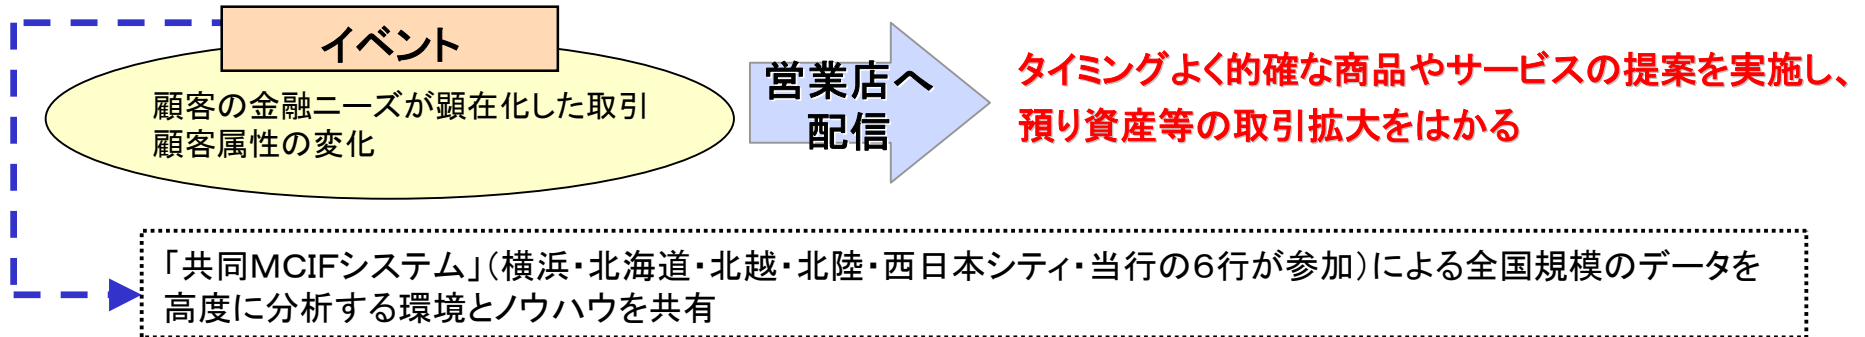 イベント
顧客の金融ニーズが顕在化した取引
顧客属性の変化
営業店へ
配信
タイミングよく的確な商品やサービスの提案を実施し、
預り資産等の取引拡大をはかる
「共同MCIFシステム」（横浜・北海道・北越・北陸・西日本シティ・当行の６行が参加）による全国規模のデータを
高度に分析する環境とノウハウを共有